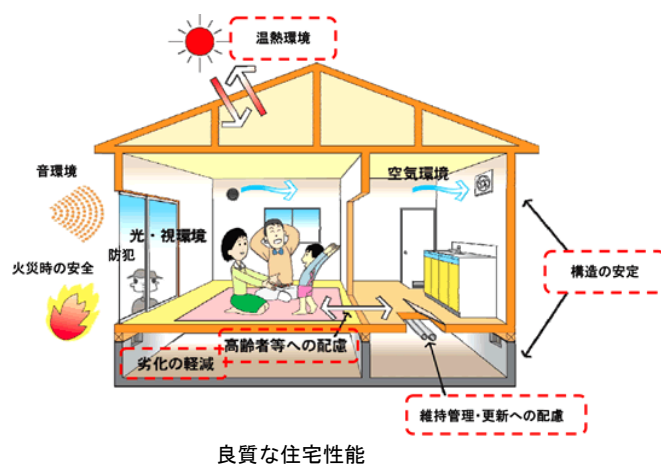 温熱環境
音環境
空気環境
光・視環境
防犯
火災時の安全
構造の安定
高齢者等への配慮
劣化の軽減
維持管理・更新への配慮
良質な住宅性能